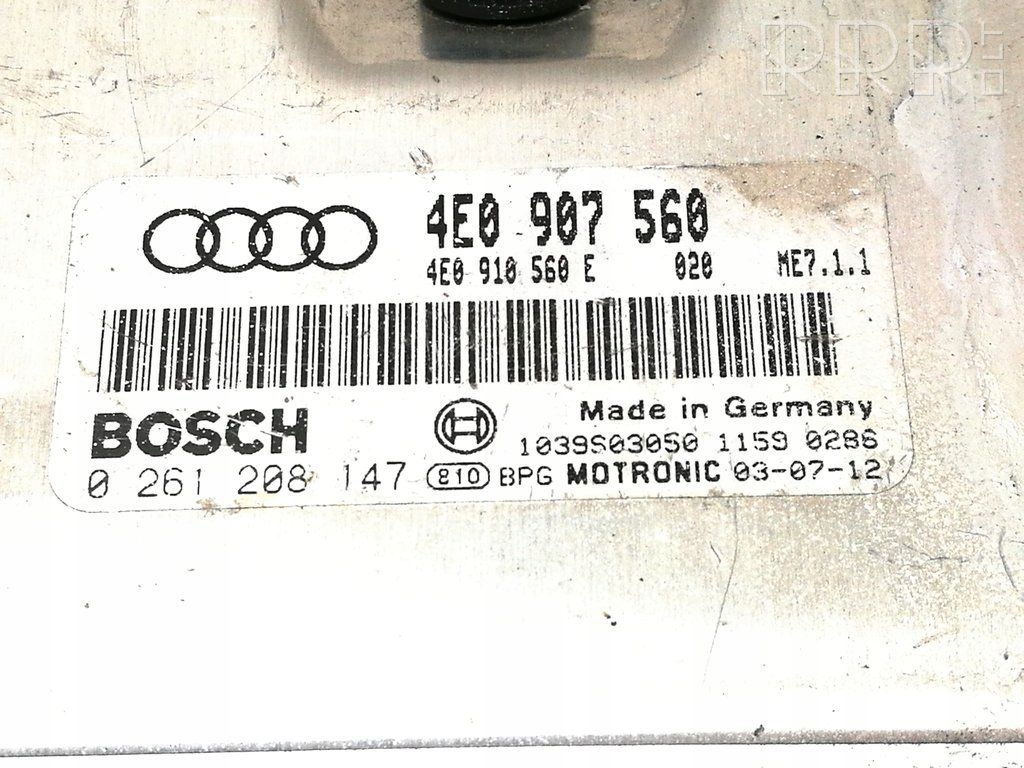 RRR
4E0 907 560
4E0 910 560 E 020 ME7.1.1
BOSCH
Made in Germany
1039S03050 1159 0286
0 261 208 147 810 BPG MOTRONIC 03-07-12